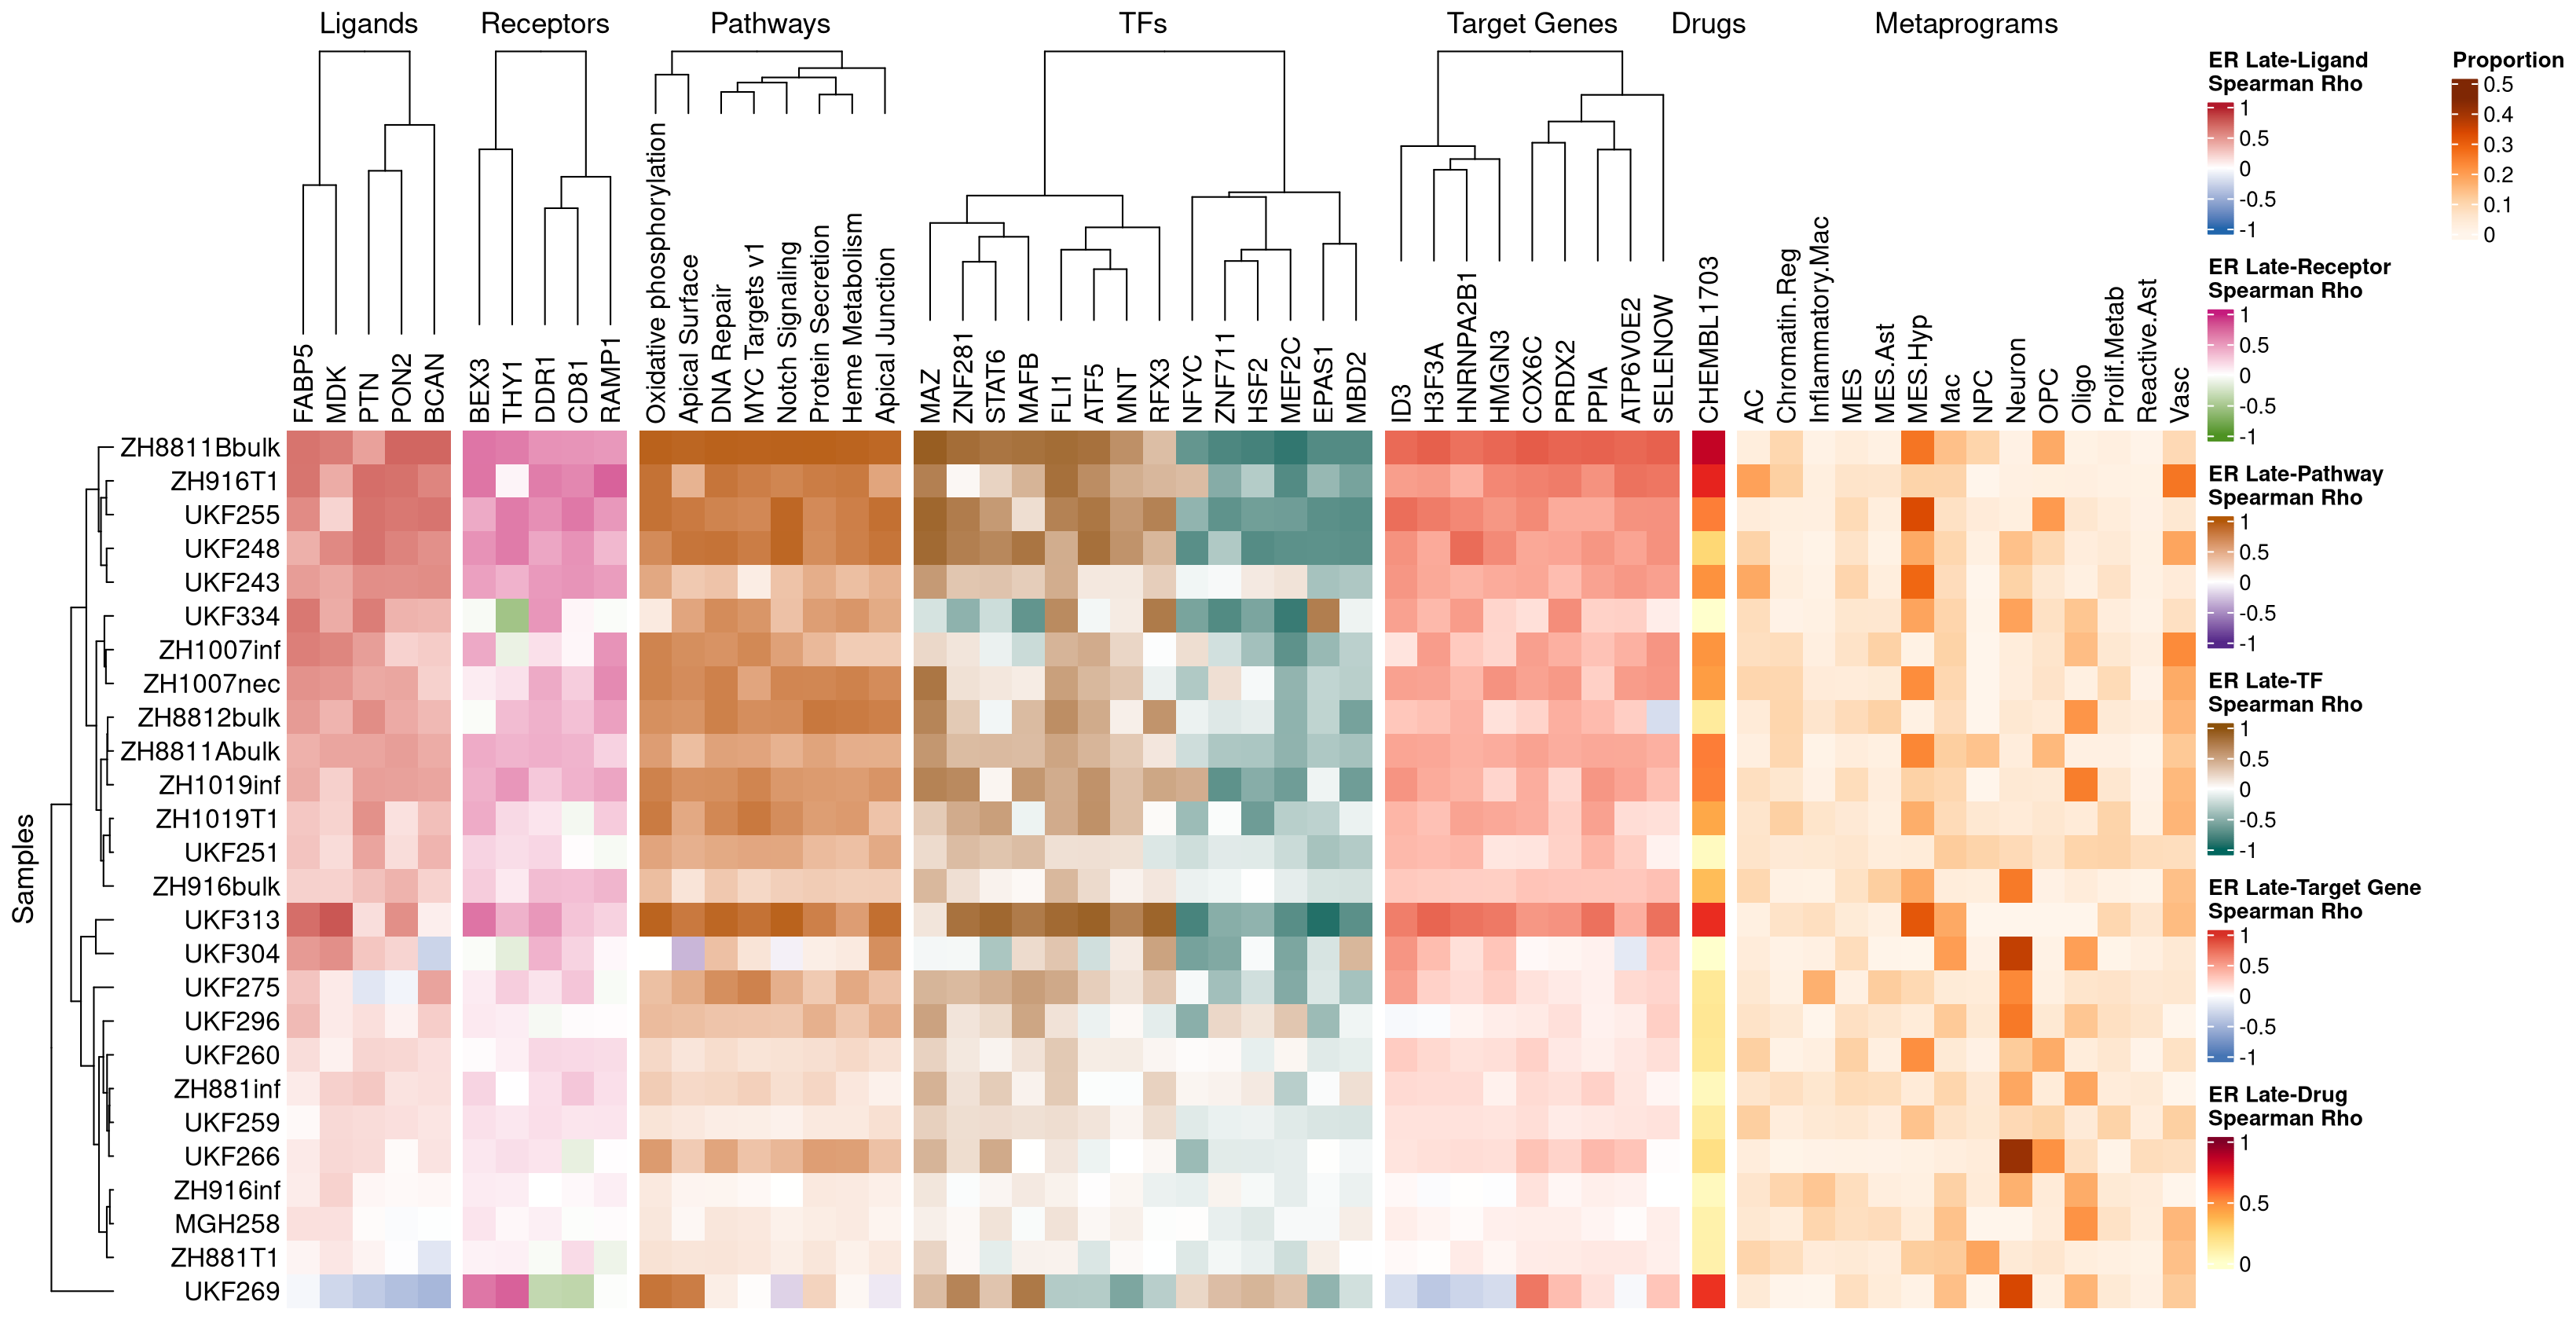 Ligands Receptors Pathways TFs Target Genes Drugs Metaprograms
FABP5 MDK PTN PON2 BCAN
BEX3 THY1 DDR1 CD81 RAMP1
Oxidative phosphorylation Apical Surface DNA Repair MYC Targets v1 Notch Signaling Protein Secretion Heme Metabolism Apical Junction
MAZ ZNF281 STAT6 MAFB FLI1 ATF5 MNT RFX3 NFYC ZNF711 HSF2 MEF2C EPAS1 MBD2
ID3 H3F3A HNRNPA2B1 HMGN3 COX6C PRDX2 PPIA ATP6V0E2 SELENOW
CHEMBL1703
AC Chromatin.Reg Inflammatory.Mac MES MES.Ast MES.Hyp Mac NPC Neuron OPC Oligo Prolif.Metab Reactive.Ast Vasc
Samples
ZH8811Bbulk
ZH916T1
UKF255
UKF248
UKF243
UKF334
ZH1007inf
ZH1007nec
ZH8812bulk
ZH8811Abulk
ZH1019inf
ZH1019T1
UKF251
ZH916bulk
UKF313
UKF304
UKF275
UKF296
UKF260
ZH881inf
UKF259
UKF266
ZH916inf
MGH258
ZH881T1
UKF269
ER Late-Ligand
Spearman Rho
1
0.5
0
-0.5
-1
ER Late-Receptor
Spearman Rho
1
0.5
0
-0.5
-1
ER Late-Pathway
Spearman Rho
1
0.5
0
-0.5
-1
ER Late-TF
Spearman Rho
1
0.5
0
-0.5
-1
ER Late-Target Gene
Spearman Rho
1
0.5
0
-0.5
-1
ER Late-Drug
Spearman Rho
1
0.5
0
Proportion
0.5
0.4
0.3
0.2
0.1
0